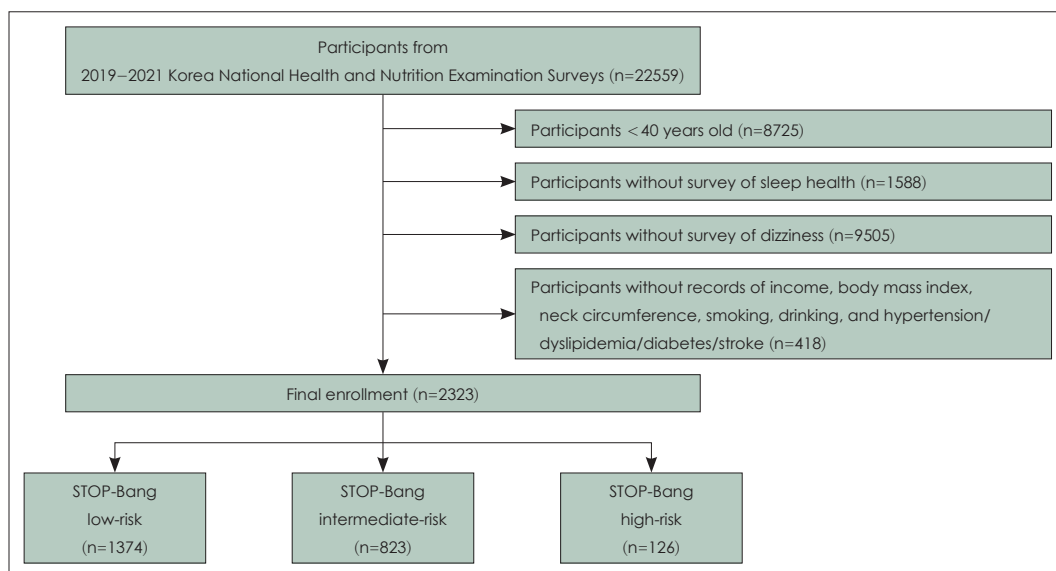 Participants from
2019–2021 Korea National Health and Nutrition Examination Surveys (n=22559)
Participants <40 years old (n=8725)
Participants without survey of sleep health (n=1588)
Participants without survey of dizziness (n=9505)
Participants without records of income, body mass index,
neck circumference, smoking, drinking, and hypertension/
dyslipidemia/diabetes/stroke (n=418)
Final enrollment (n=2323)
STOP-Bang
low-risk
(n=1374)
STOP-Bang
intermediate-risk
(n=823)
STOP-Bang
high-risk
(n=126)